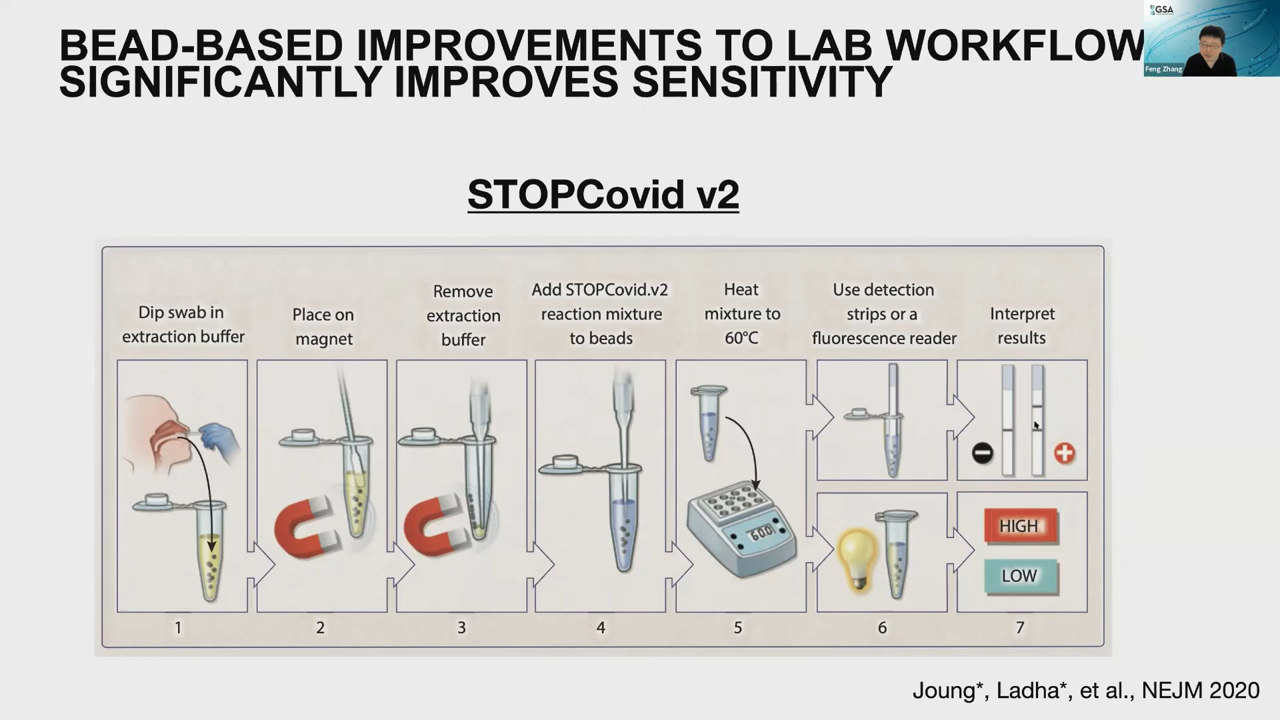 BEAD-BASED IMPROVEMENTS TO LAB WORKFLOW
SIGNIFICANTLY IMPROVES SENSITIVITY
GSA
Feng Zhang
STOPCovid v2
Dip swab in
extraction buffer
Place on
magnet
Remove
extraction
buffer
Add STOPCovid.v2
reaction mixture
to beads
Heat
mixture to
60°C
Use detection
strips or a
fluorescence reader
Interpret
results
60.0
HIGH
LOW
1
2
3
4
5
6
7
Joung*, Ladha*, et al., NEJM 2020